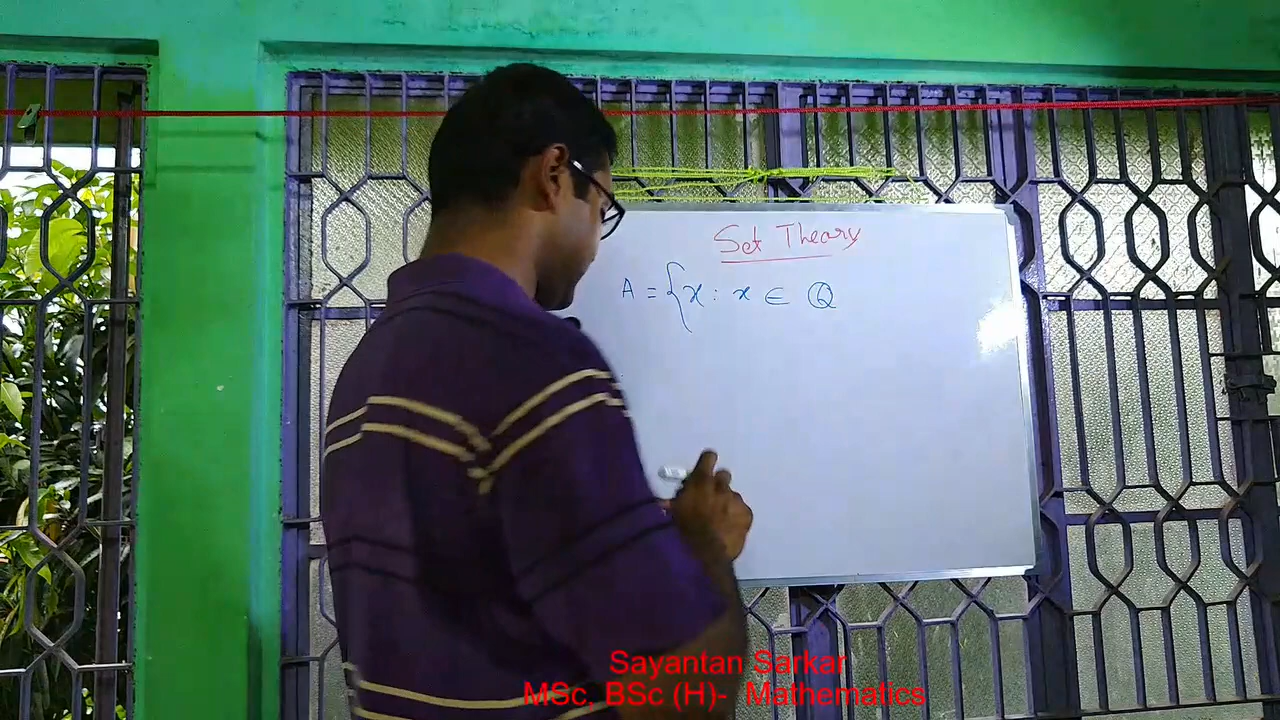 Set Theory
A = {x : x ∈ ℚ
Sayantan Sarkar
MSc. BSc (H)- Mathematics